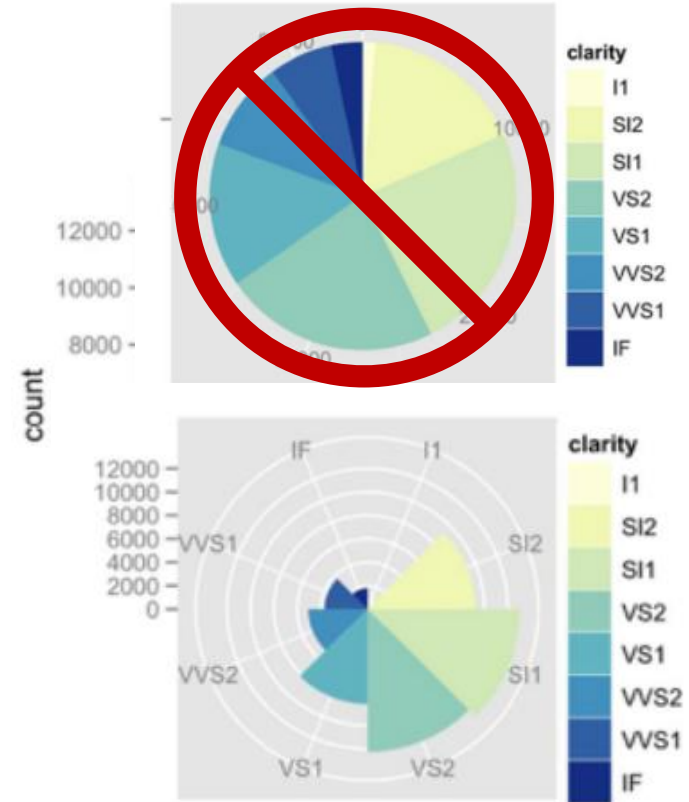 clarity
I1
SI2
SI1
VS2
VS1
VVS2
VVS1
IF
12000
10000
8000
count
IF
I1
VVS1
SI2
VVS2
SI1
VS1
VS2
12000
10000
8000
6000
4000
2000
0
clarity
I1
SI2
SI1
VS2
VS1
VVS2
VVS1
IF